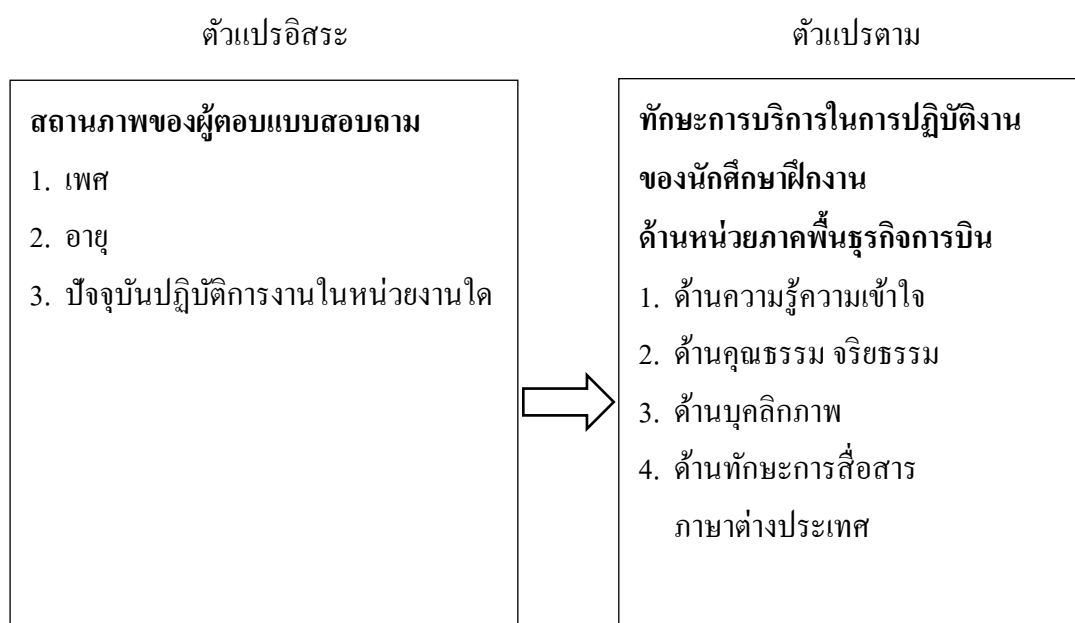 ตัวแปรอิสระ
ตัวแปรตาม
สถานภาพของผู้ตอบแบบสอบถาม
1. เพศ
2. อายุ
3. ปัจจุบันปฏิบัติการงานในหน่วยงานใด
ทักษะการบริการในการปฏิบัติงาน
ของนักศึกษาฝึกงาน
ด้านหน่วยภาคพื้นธุรกิจการบิน
1. ด้านความรู้ความเข้าใจ
2. ด้านคุณธรรม จริยธรรม
3. ด้านบุคลิกภาพ
4. ด้านทักษะการสื่อสาร
ภาษาต่างประเทศ